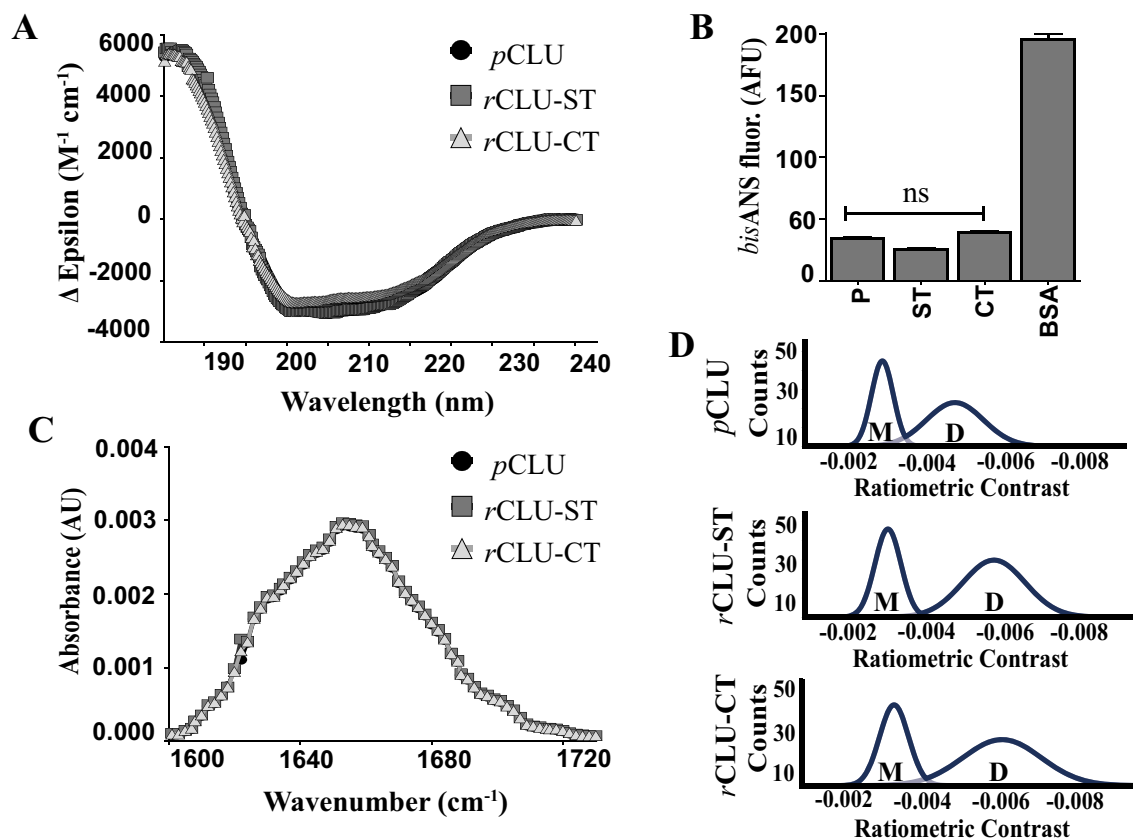 A
6000
4000
2000
0
-2000
-4000
Δ Epsilon (M⁻¹ cm⁻¹)
pCLU
rCLU-ST
rCLU-CT
190 200 210 220 230 240
Wavelength (nm)
B
200
100
60
0
bisANS fluor. (AFU)
ns
P ST CT BSA
C
0.004
0.003
0.002
0.001
0.000
Absorbance (AU)
pCLU
rCLU-ST
rCLU-CT
1600 1640 1680 1720
Wavenumber (cm⁻¹)
D
pCLU
Counts
50
30
10
M D
-0.002 -0.004 -0.006 -0.008
Ratiometric Contrast
rCLU-ST
Counts
50
30
10
M D
-0.002 -0.004 -0.006 -0.008
Ratiometric Contrast
rCLU-CT
Counts
50
30
10
M D
-0.002 -0.004 -0.006 -0.008
Ratiometric Contrast